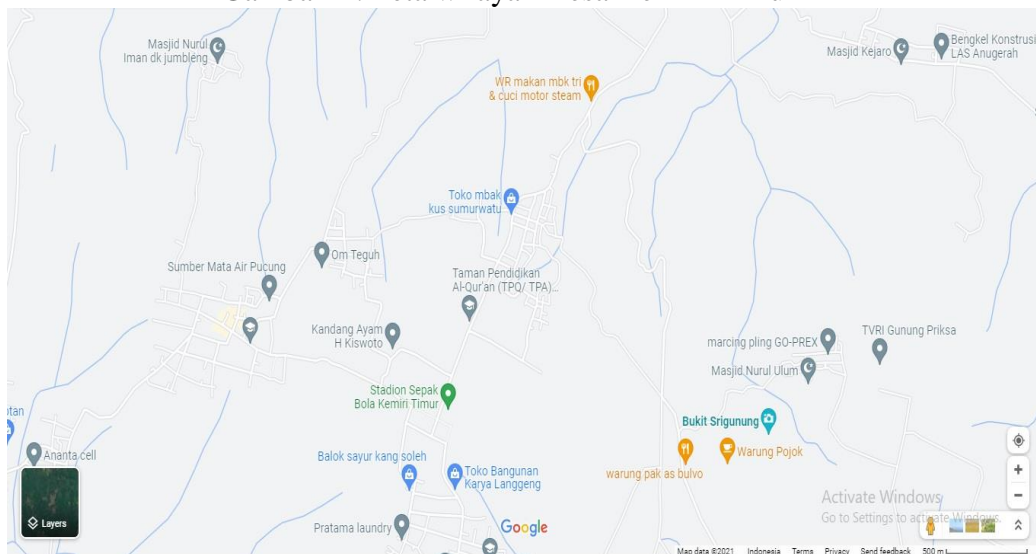 Masjid Nurul
Iman dk jumbleng
Masjid Kejaro
Bengkel Konstruksi
LAS Anugerah
WR makan mbk tri
& cuci motor steam
Toko mbak
kus sumurwatu
Om Teguh
Sumber Mata Air Pucung
Taman Pendidikan
Al-Qur'an (TPQ/ TPA)...
Kandang Ayam
H Kiswoto
marcing pling GO-PREX
TVRI Gunung Priksa
Masjid Nurul Ulum
Stadion Sepak
Bola Kemiri Timur
Bukit Srigunung
Warung Pojok
warung pak as bulvo
Ananta cell
Balok sayur kang soleh
Toko Bangunan
Karya Langgeng
Layers
Pratama laundry
Google
Activate Windows
Go to Settings to activate Windows.
Map data ©2021 Indonesia Terms Privacy Send feedback 500 m